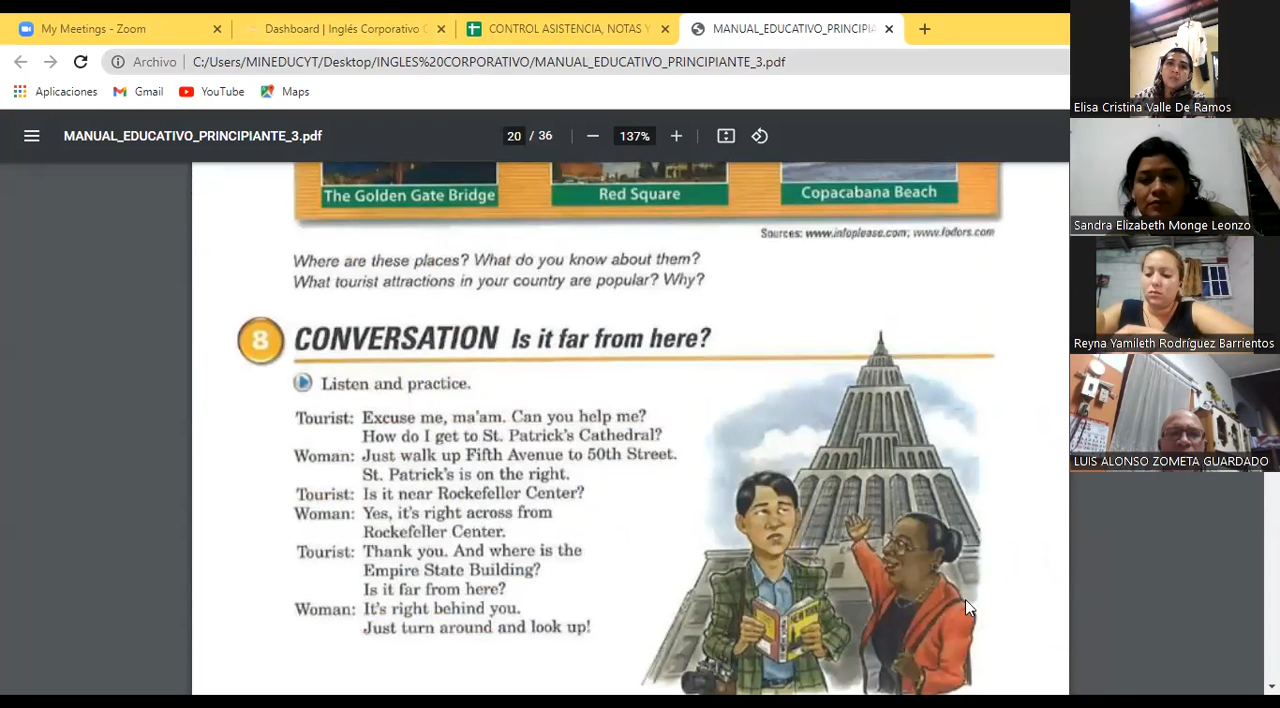 My Meetings - Zoom
Dashboard | Inglés Corporativo
CONTROL ASISTENCIA, NOTAS Y
MANUAL_EDUCATIVO_PRINCIPIA
Archivo
C:/Users/MINEDUCYT/Desktop/INGLES%20CORPORATIVO/MANUAL_EDUCATIVO_PRINCIPIANTE_3.pdf
Aplicaciones
Gmail
YouTube
Maps
MANUAL_EDUCATIVO_PRINCIPIANTE_3.pdf
20 / 36
137%
The Golden Gate Bridge
Red Square
Copacabana Beach
Sources: www.infoplease.com; www.fodors.com
Where are these places? What do you know about them?
What tourist attractions in your country are popular? Why?
8 CONVERSATION Is it far from here?
Listen and practice.
Tourist: Excuse me, ma'am. Can you help me?
How do I get to St. Patrick's Cathedral?
Woman: Just walk up Fifth Avenue to 50th Street.
St. Patrick's is on the right.
Tourist: Is it near Rockefeller Center?
Woman: Yes, it's right across from
Rockefeller Center.
Tourist: Thank you. And where is the
Empire State Building?
Is it far from here?
Woman: It's right behind you.
Just turn around and look up!
Elisa Cristina Valle De Ramos
Sandra Elizabeth Monge Leonzo
Reyna Yamileth Rodríguez Barrientos
LUIS ALONSO ZOMETA GUARDADO